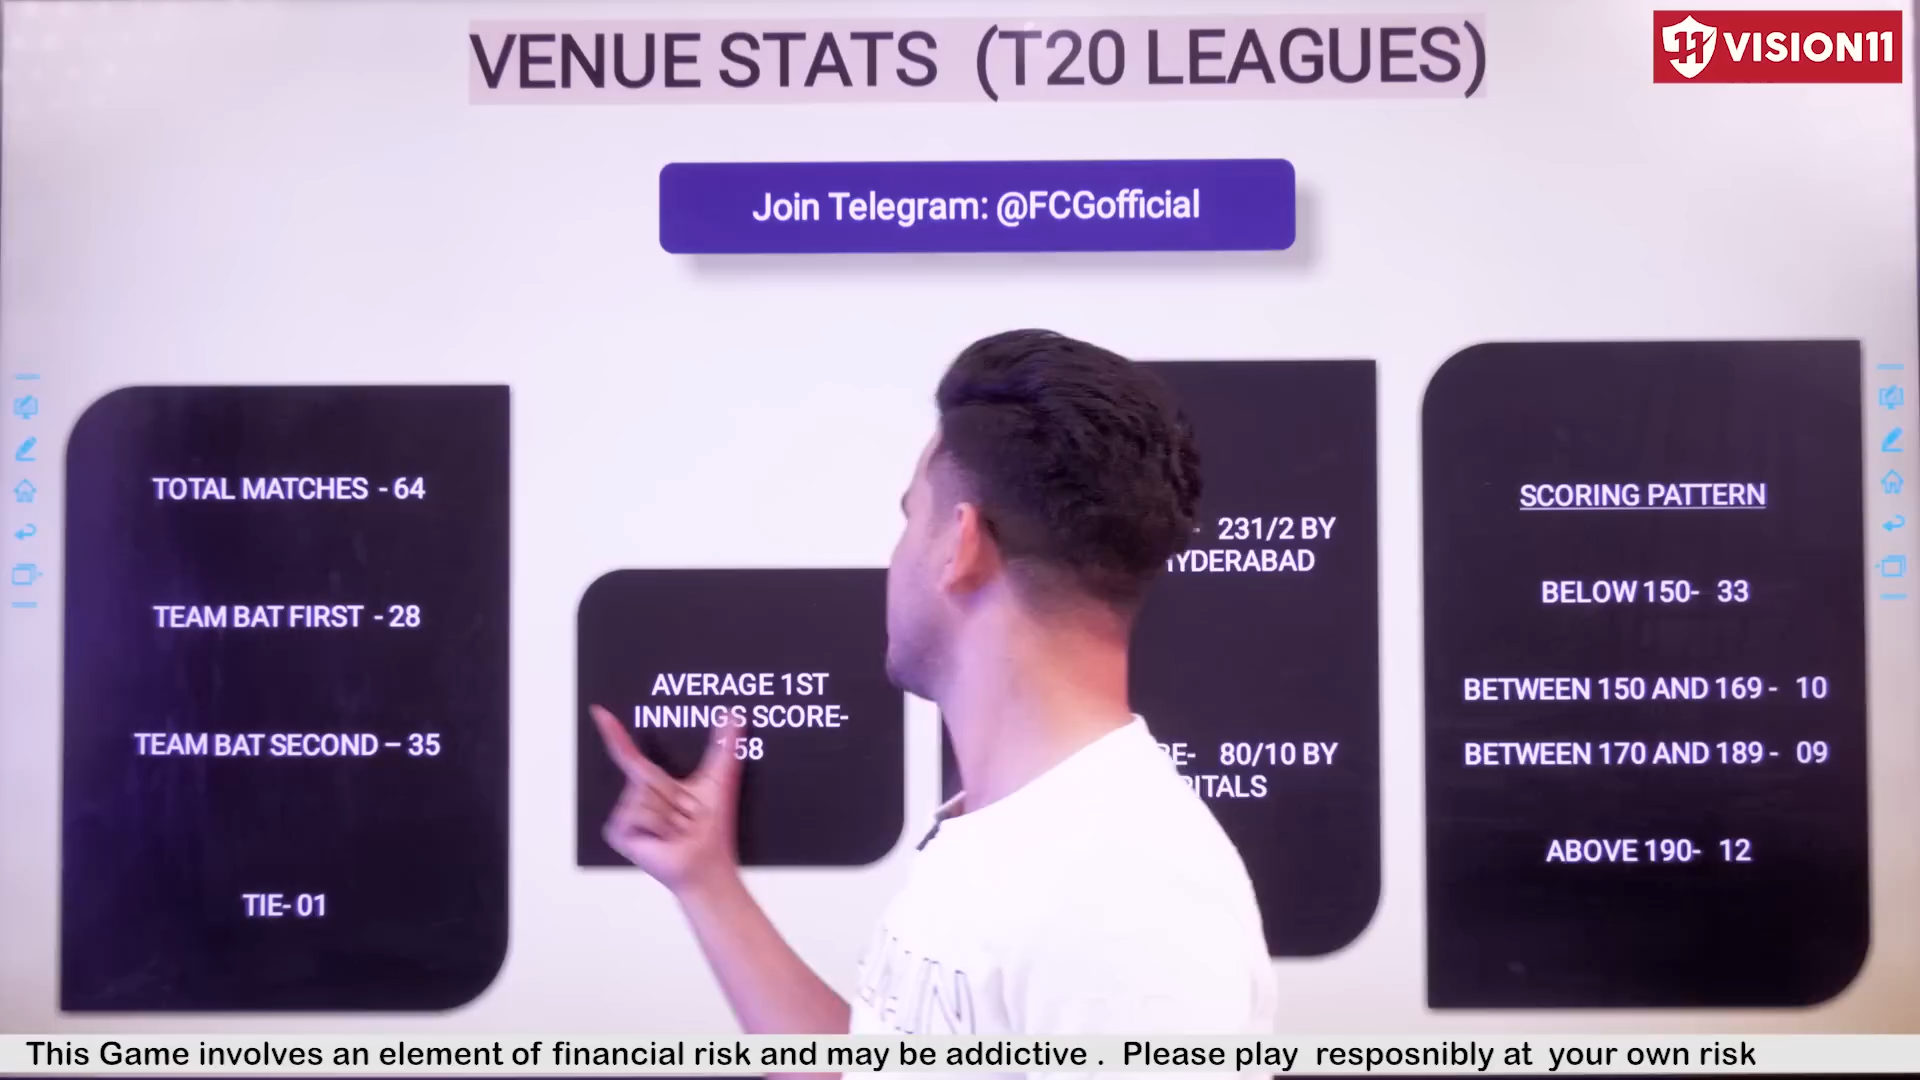 VENUE STATS (T20 LEAGUES)
VISION11
Join Telegram: @FCGofficial
TOTAL MATCHES - 64
TEAM BAT FIRST - 28
TEAM BAT SECOND – 35
TIE- 01
AVERAGE 1ST
INNINGS SCORE-
158
- 231/2 BY
80/10 BY
SCORING PATTERN
BELOW 150- 33
BETWEEN 150 AND 169 - 10
BETWEEN 170 AND 189 - 09
ABOVE 190- 12
This Game involves an element of financial risk and may be addictive . Please play resposnibly at your own risk